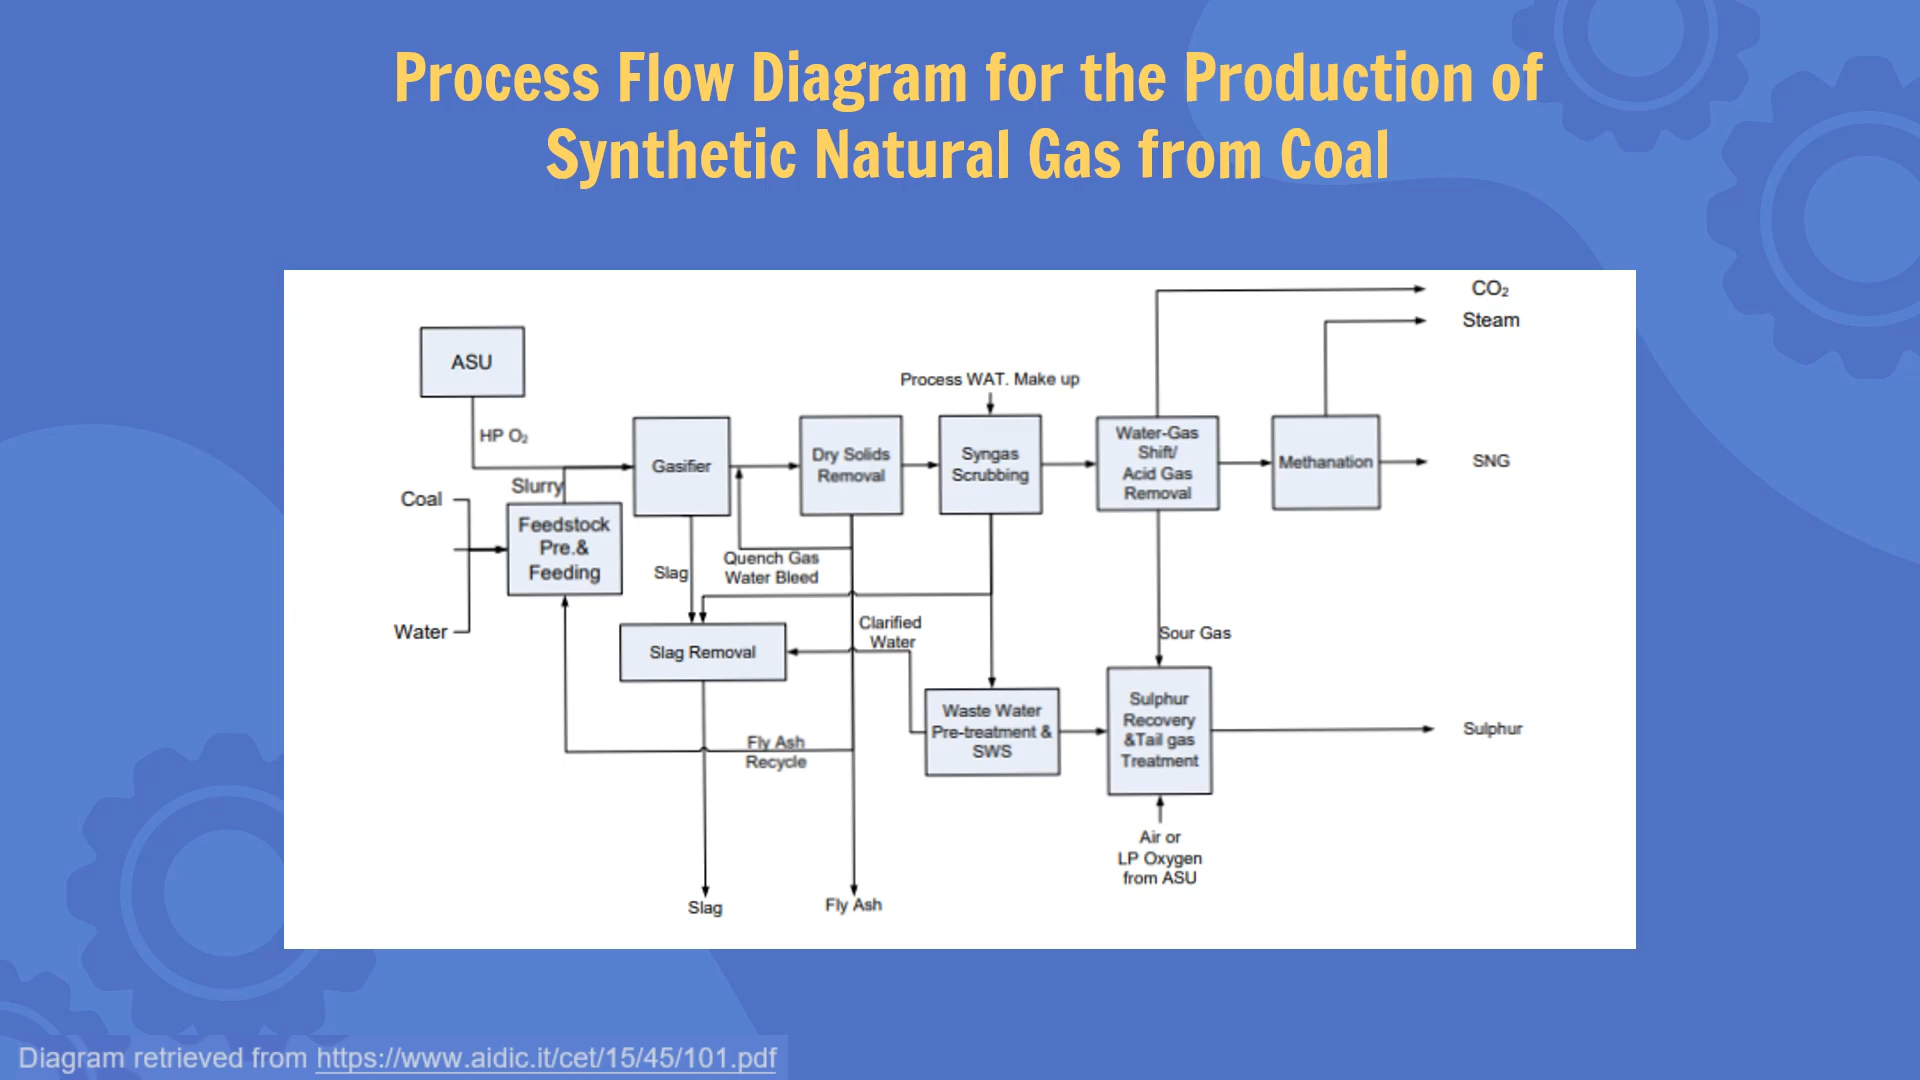 Process Flow Diagram for the Production of
Synthetic Natural Gas from Coal
CO₂
Steam
ASU
Process WAT. Make up
HP O₂
Gasifier
Dry Solids
Removal
Syngas
Scrubbing
Water-Gas
Shift/
Acid Gas
Removal
Methanation
SNG
Slurry
Coal
Feedstock
Pre.&
Feeding
Water
Slag
Quench Gas
Water Bleed
Clarified
Water
Sour Gas
Slag Removal
Waste Water
Pre-treatment &
SWS
Sulphur
Recovery
&Tail gas
Treatment
Sulphur
Fly Ash
Recycle
Air or
LP Oxygen
from ASU
Slag
Fly Ash
Diagram retrieved from https://www.aidic.it/cet/15/45/101.pdf